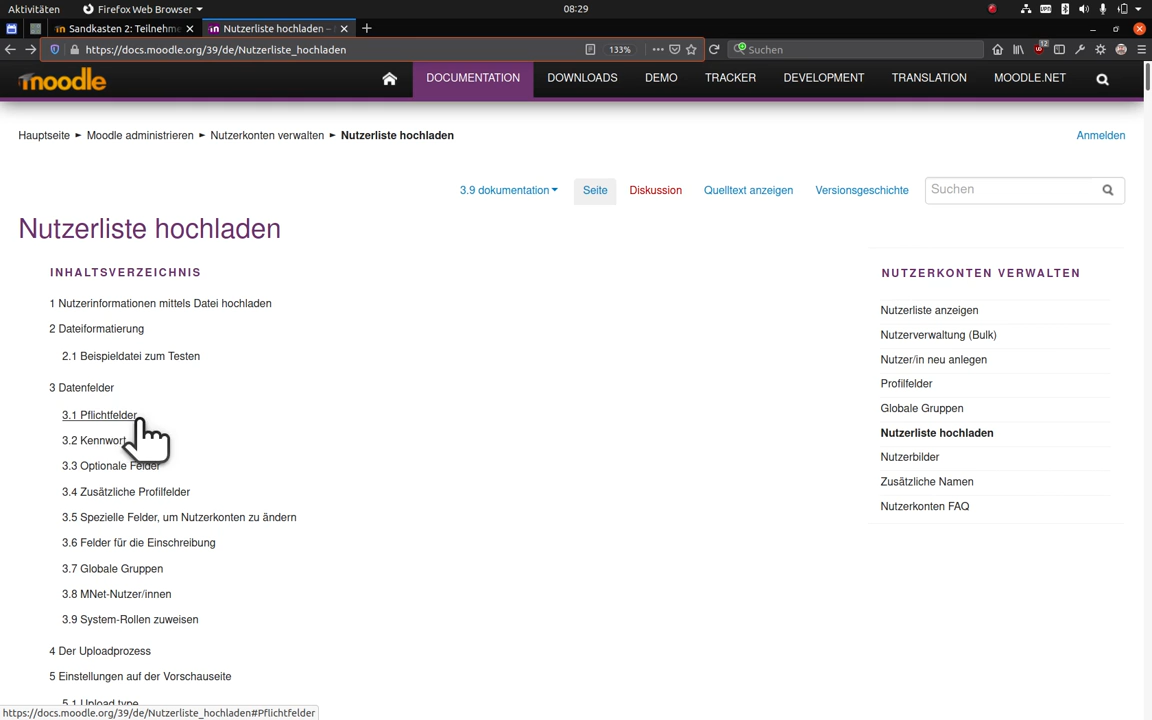 Aktivitäten
Firefox Web Browser
08:29
Sandkasten 2: Teilnehme
Nutzerliste hochladen –
https://docs.moodle.org/39/de/Nutzerliste_hochladen
133%
Suchen
12
moodle
DOCUMENTATION
DOWNLOADS
DEMO
TRACKER
DEVELOPMENT
TRANSLATION
MOODLE.NET
Hauptseite ► Moodle administrieren ► Nutzerkonten verwalten ► Nutzerliste hochladen
Anmelden
3.9 dokumentation
Seite
Diskussion
Quelltext anzeigen
Versionsgeschichte
Suchen
Nutzerliste hochladen
INHALTSVERZEICHNIS
1 Nutzerinformationen mittels Datei hochladen
2 Dateiformatierung
2.1 Beispieldatei zum Testen
3 Datenfelder
3.1 Pflichtfelder
3.2 Kennwort
3.3 Optionale Felder
3.4 Zusätzliche Profilfelder
3.5 Spezielle Felder, um Nutzerkonten zu ändern
3.6 Felder für die Einschreibung
3.7 Globale Gruppen
3.8 MNet-Nutzer/innen
3.9 System-Rollen zuweisen
4 Der Uploadprozess
5 Einstellungen auf der Vorschauseite
5.1 Upload type
NUTZERKONTEN VERWALTEN
Nutzerliste anzeigen
Nutzerverwaltung (Bulk)
Nutzer/in neu anlegen
Profilfelder
Globale Gruppen
Nutzerliste hochladen
Nutzerbilder
Zusätzliche Namen
Nutzerkonten FAQ
https://docs.moodle.org/39/de/Nutzerliste_hochladen#Pflichtfelder